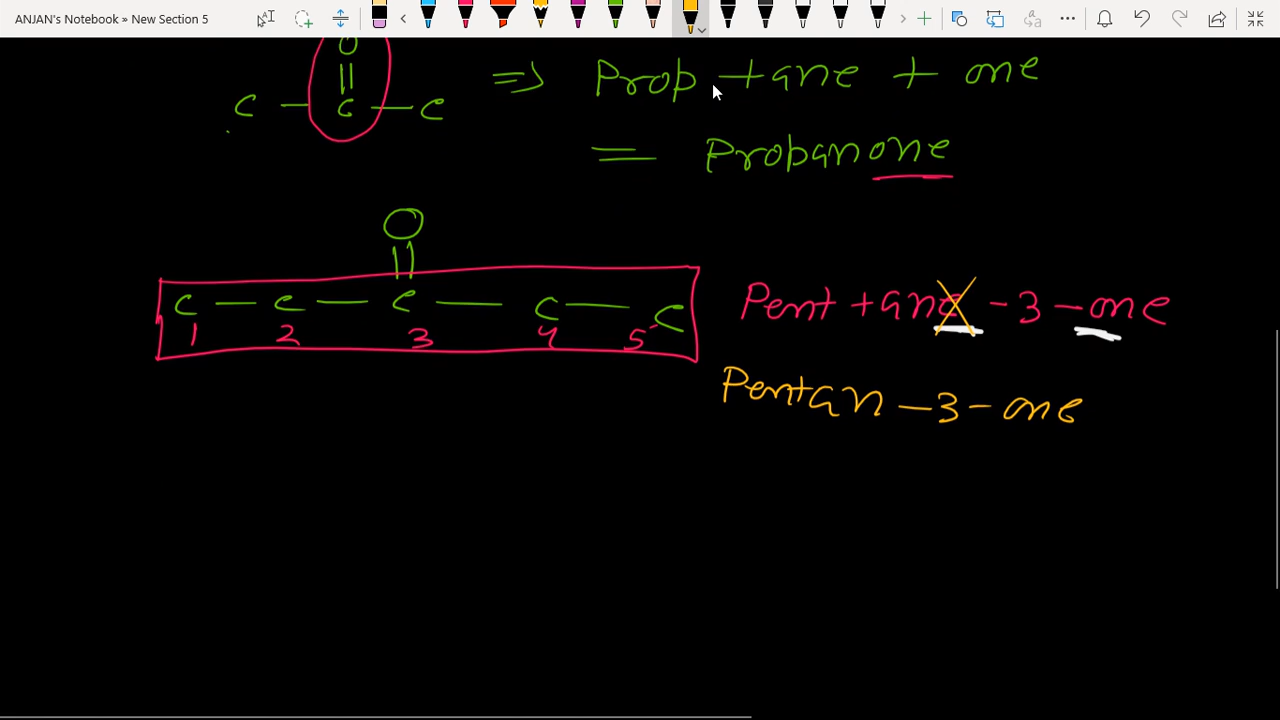 ANJAN's Notebook » New Section 5
O
C - C - C => Prop + ane + one
= Probanone
O
C - C - C - C - C
1 2 3 4 5
Pent + ane - 3 - one
Pentan - 3 - one